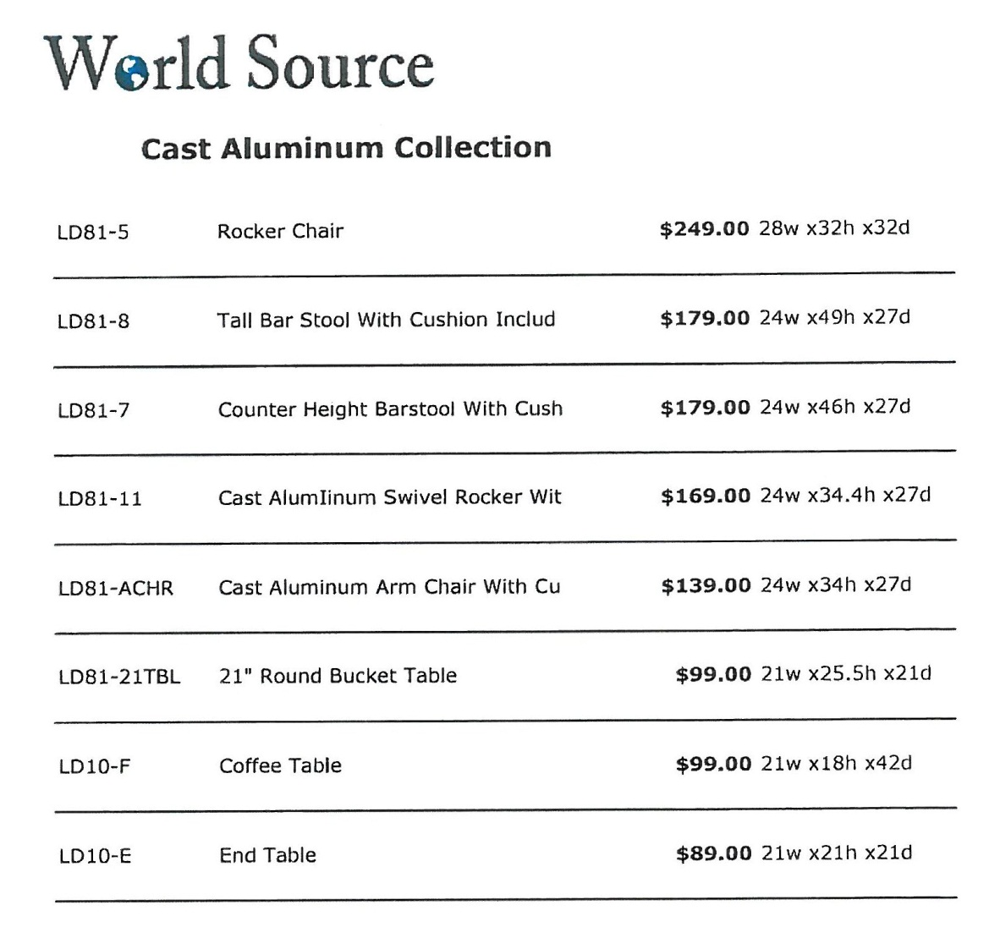 World Source
Cast Aluminum Collection
LD81-5 Rocker Chair $249.00 28w x32h x32d
LD81-8 Tall Bar Stool With Cushion Includ $179.00 24w x49h x27d
LD81-7 Counter Height Barstool With Cush $179.00 24w x46h x27d
LD81-11 Cast AlumIinum Swivel Rocker Wit $169.00 24w x34.4h x27d
LD81-ACHR Cast Aluminum Arm Chair With Cu $139.00 24w x34h x27d
LD81-21TBL 21" Round Bucket Table $99.00 21w x25.5h x21d
LD10-F Coffee Table $99.00 21w x18h x42d
LD10-E End Table $89.00 21w x21h x21d